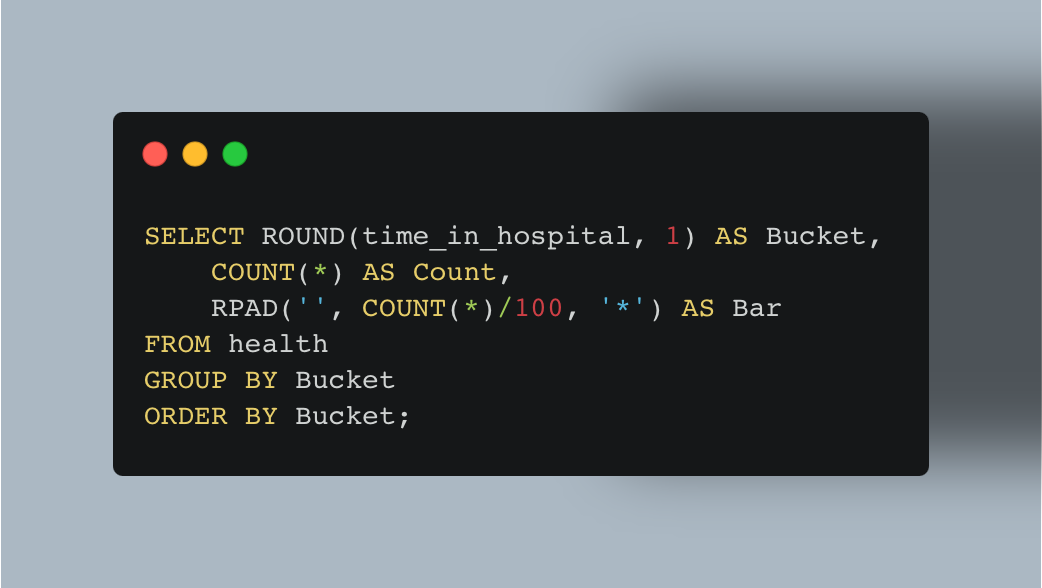 SELECT ROUND(time_in_hospital, 1) AS Bucket,
    COUNT(*) AS Count,
    RPAD('', COUNT(*)/100, '*') AS Bar
FROM health
GROUP BY Bucket
ORDER BY Bucket;